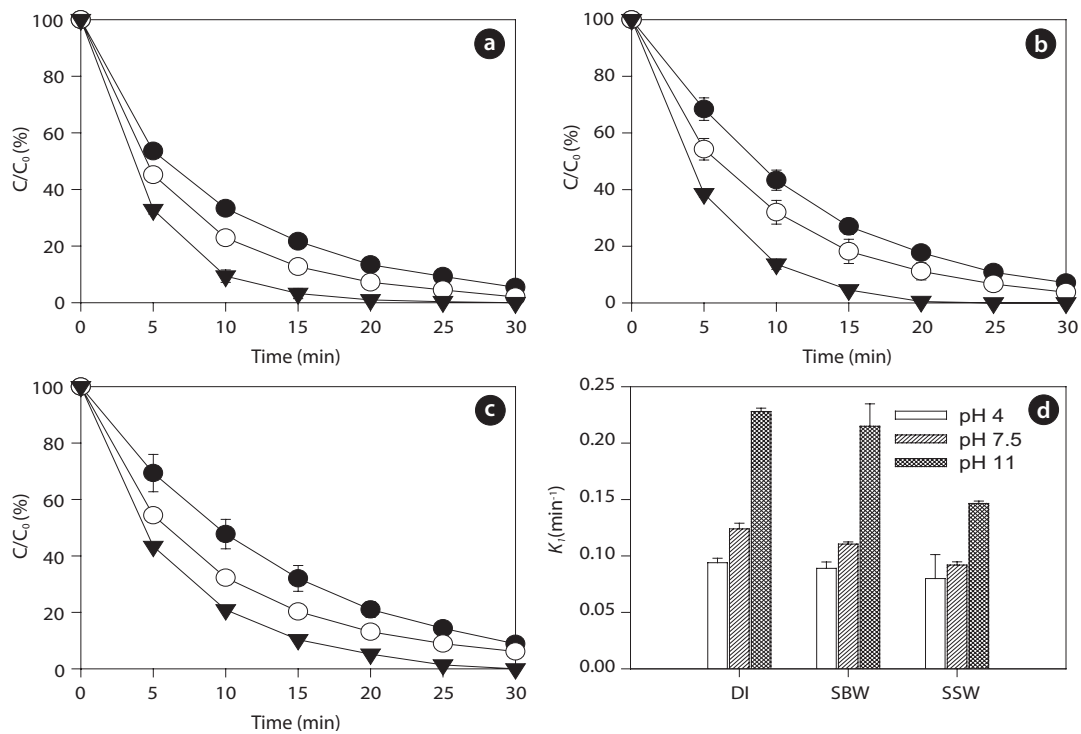 a
C/C₀ (%)
100
80
60
40
20
0
0 5 10 15 20 25 30
Time (min)
b
C/C₀ (%)
100
80
60
40
20
0
0 5 10 15 20 25 30
Time (min)
c
C/C₀ (%)
100
80
60
40
20
0
0 5 10 15 20 25 30
Time (min)
d
K₁(min⁻¹)
0.25
0.20
0.15
0.10
0.05
0.00
pH 4
pH 7.5
pH 11
DI SBW SSW